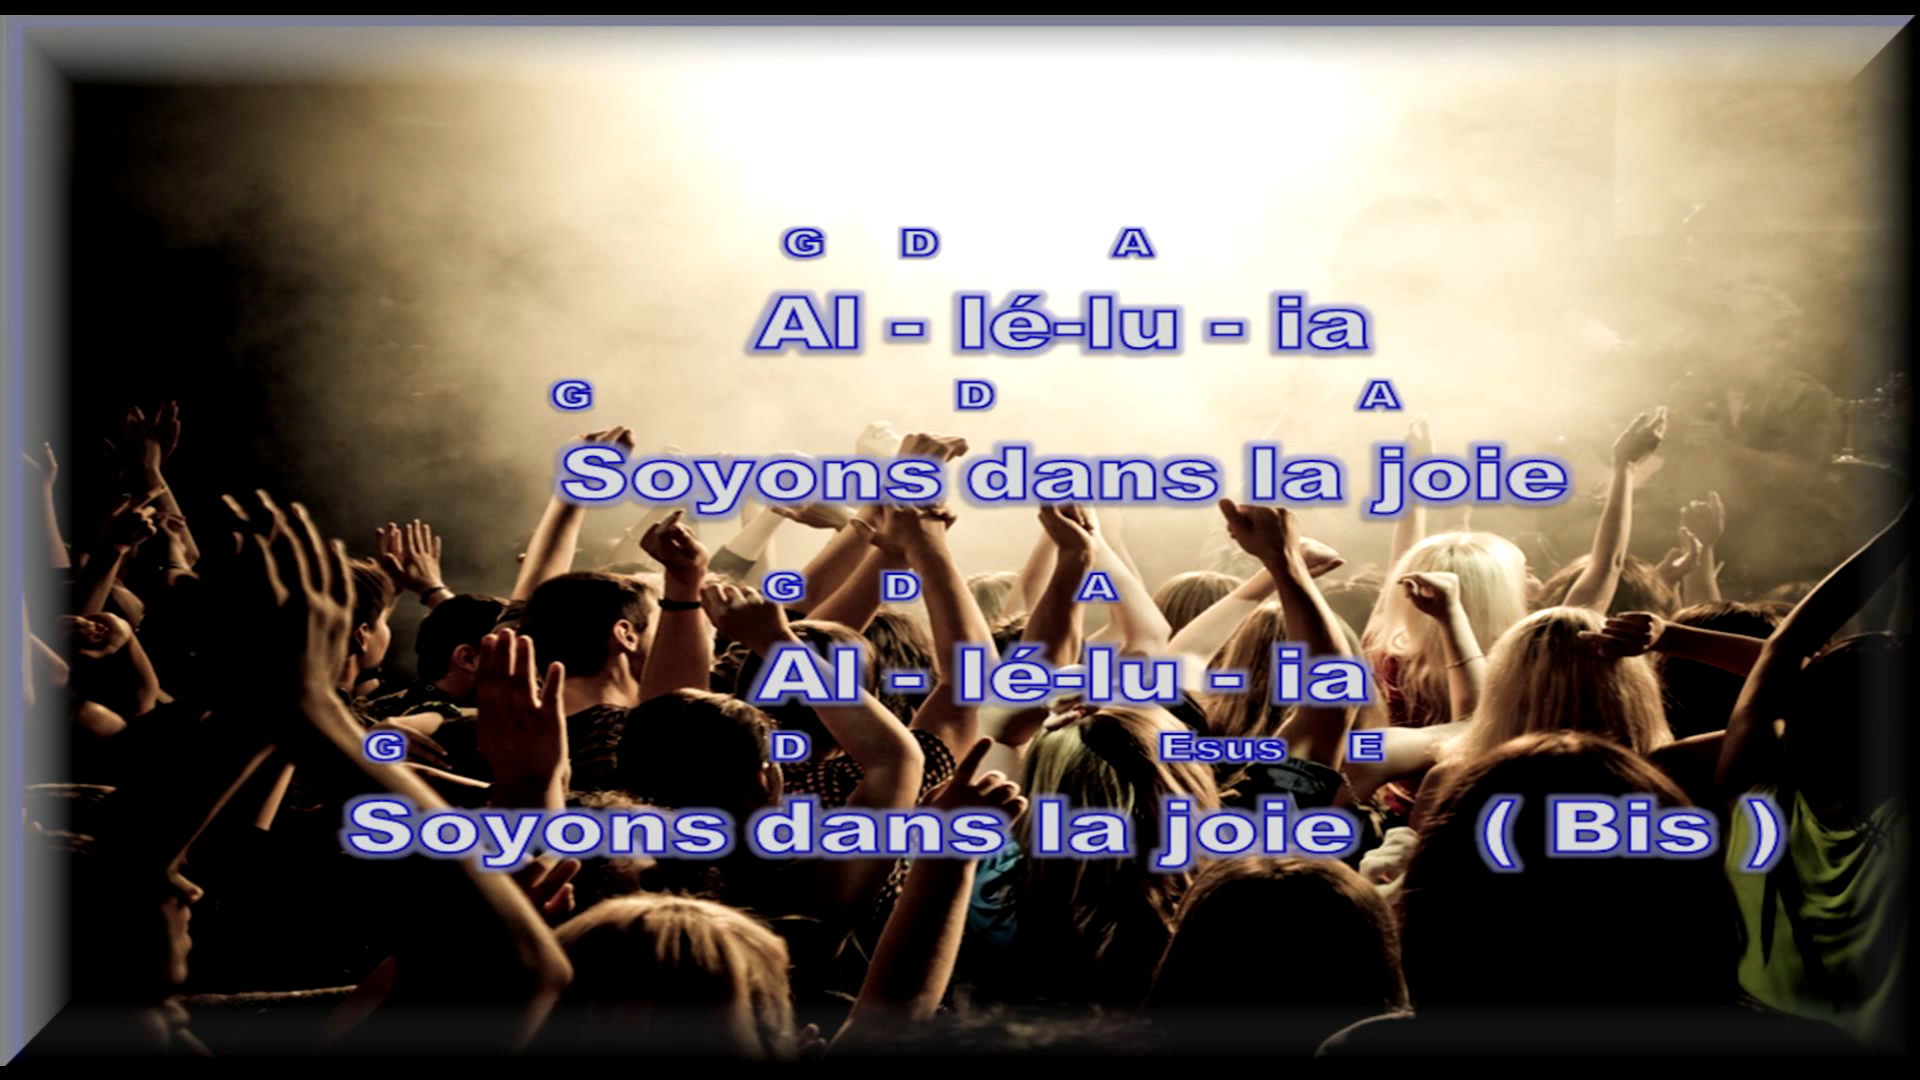 G D A
Al - lé-lu - ia
G D A
Soyons dans la joie
G D A
Al - lé-lu - ia
G D Esus E
Soyons dans la joie ( Bis )